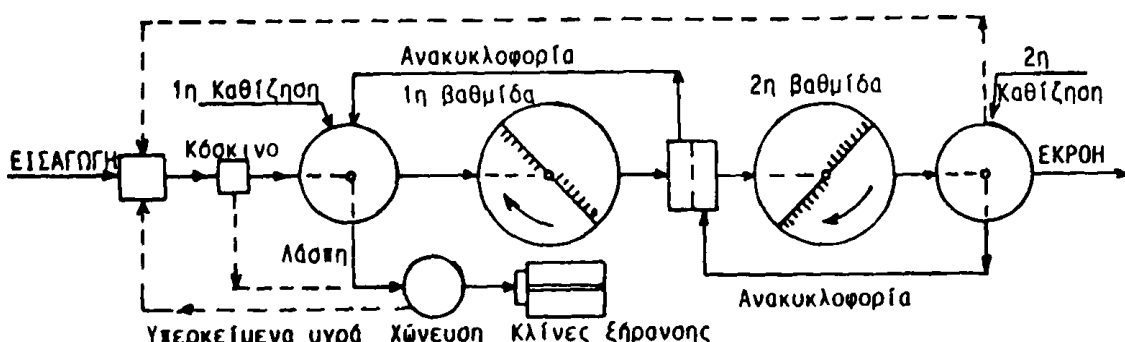 Ανακυκλοφορία
2η
1η Καθίζηση
1η βαθμίδα
2η βαθμίδα
Καθίζηση
ΕΙΣΑΓΩΓΗ
Κόσκινο
ΕΚΡΟΗ
Λάσπη
Ανακυκλοφορία
Υπερκείμενα υγρά
Χώνευση
Κλίνες ξήρανσης